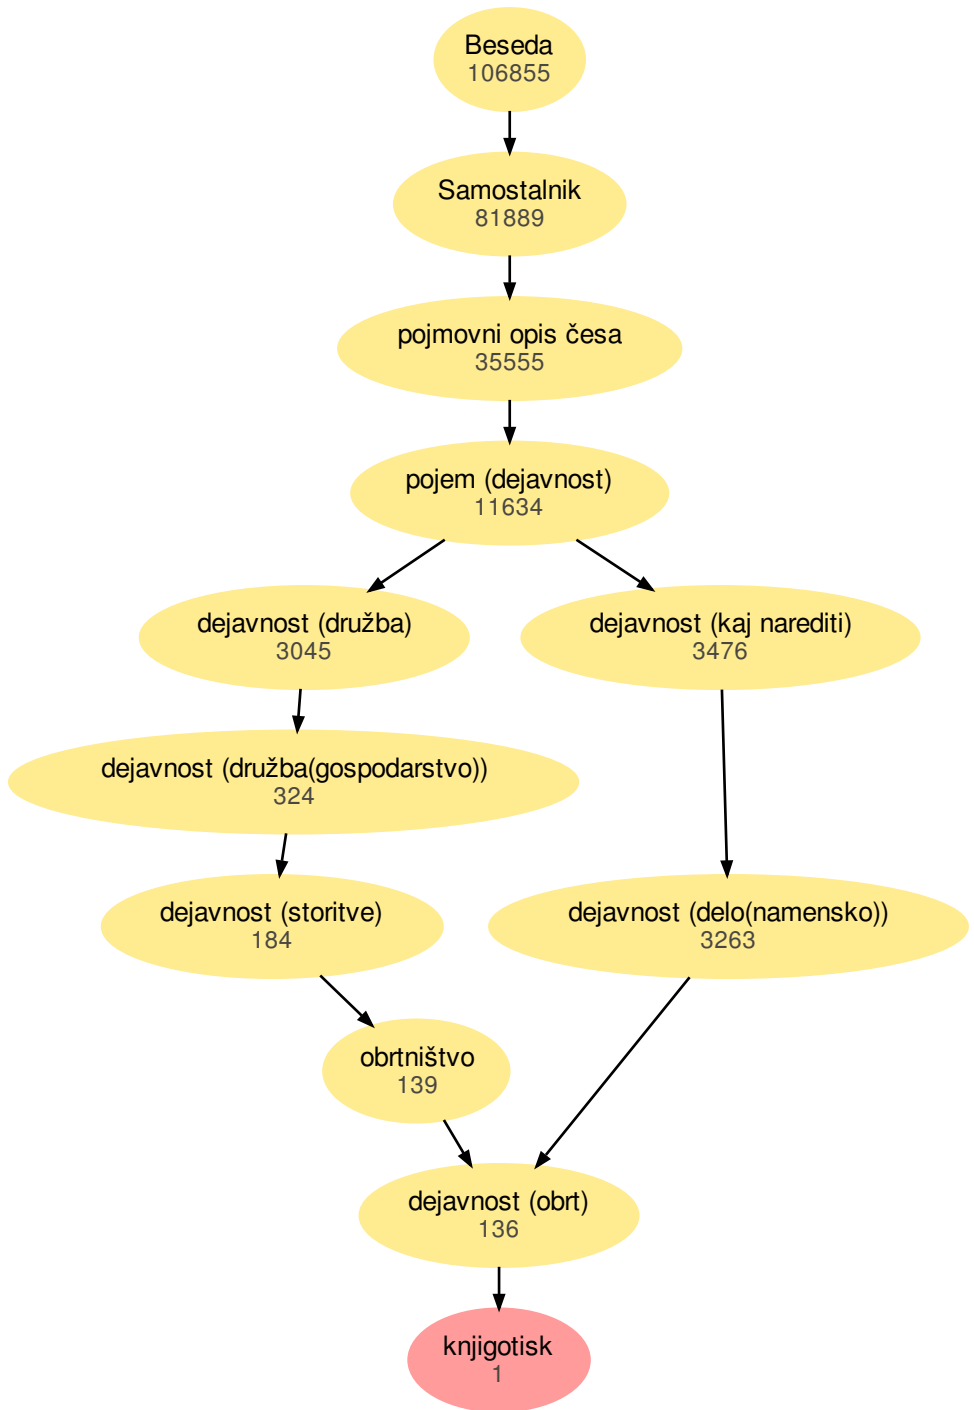 Beseda
106855
Samostalnik
81889
pojmovni opis česa
35555
pojem (dejavnost)
11634
dejavnost (družba)
3045
dejavnost (kaj narediti)
3476
dejavnost (družba(gospodarstvo))
324
dejavnost (storitve)
184
dejavnost (delo(namensko))
3263
obrtništvo
139
dejavnost (obrt)
136
knjigotisk
1